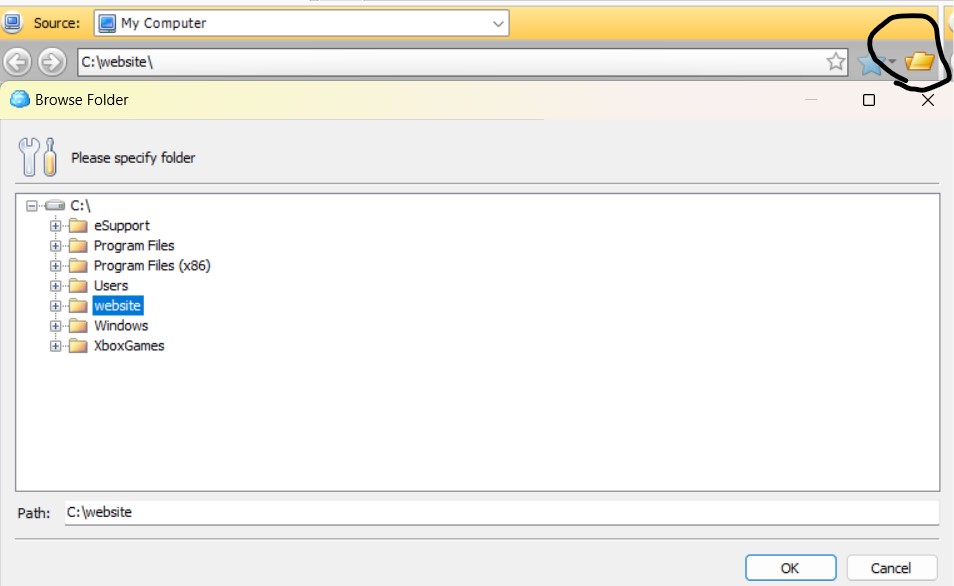 Source: My Computer
C:\website\
Browse Folder
Please specify folder
C:\
eSupport
Program Files
Program Files (x86)
Users
website
Windows
XboxGames
Path: C:\website
OK Cancel